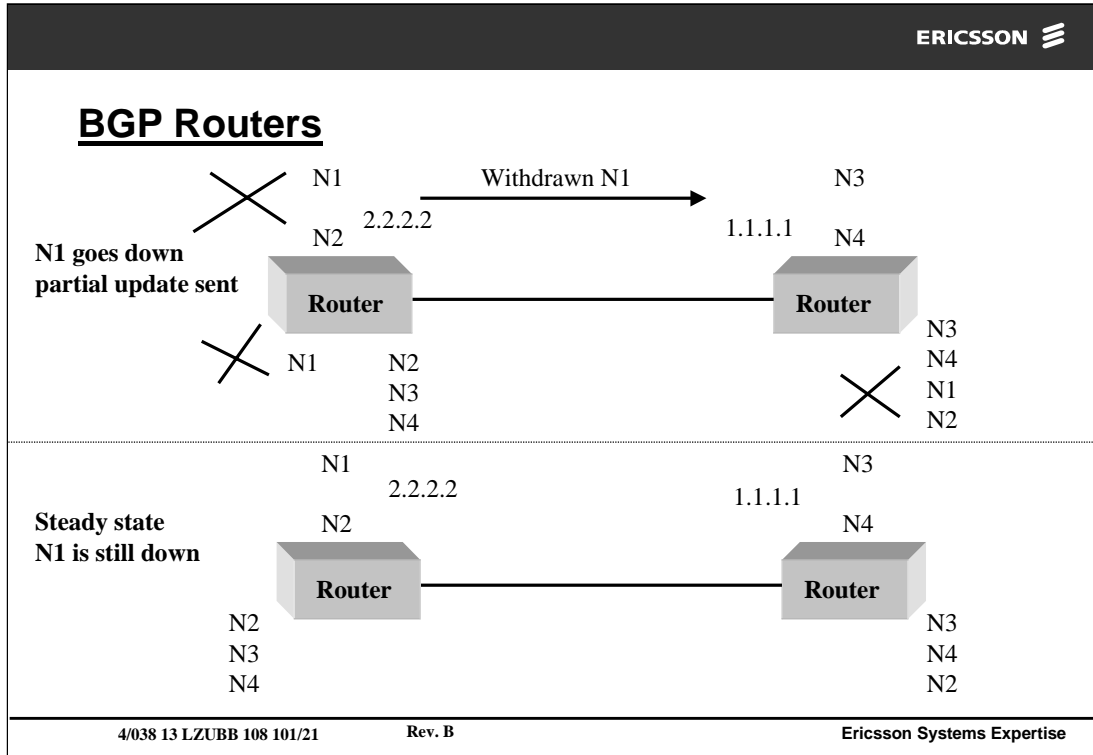 ERICSSON
BGP Routers
N1
Withdrawn N1
N3
2.2.2.2
1.1.1.1
N2
N4
N1 goes down
partial update sent
Router
Router
N1
N2
N3
N4
N3
N4
N1
N2
N1
N3
2.2.2.2
1.1.1.1
Steady state
N1 is still down
N2
N4
Router
Router
N2
N3
N4
N3
N4
N2
4/038 13 LZUBB 108 101/21
Rev. B
Ericsson Systems Expertise